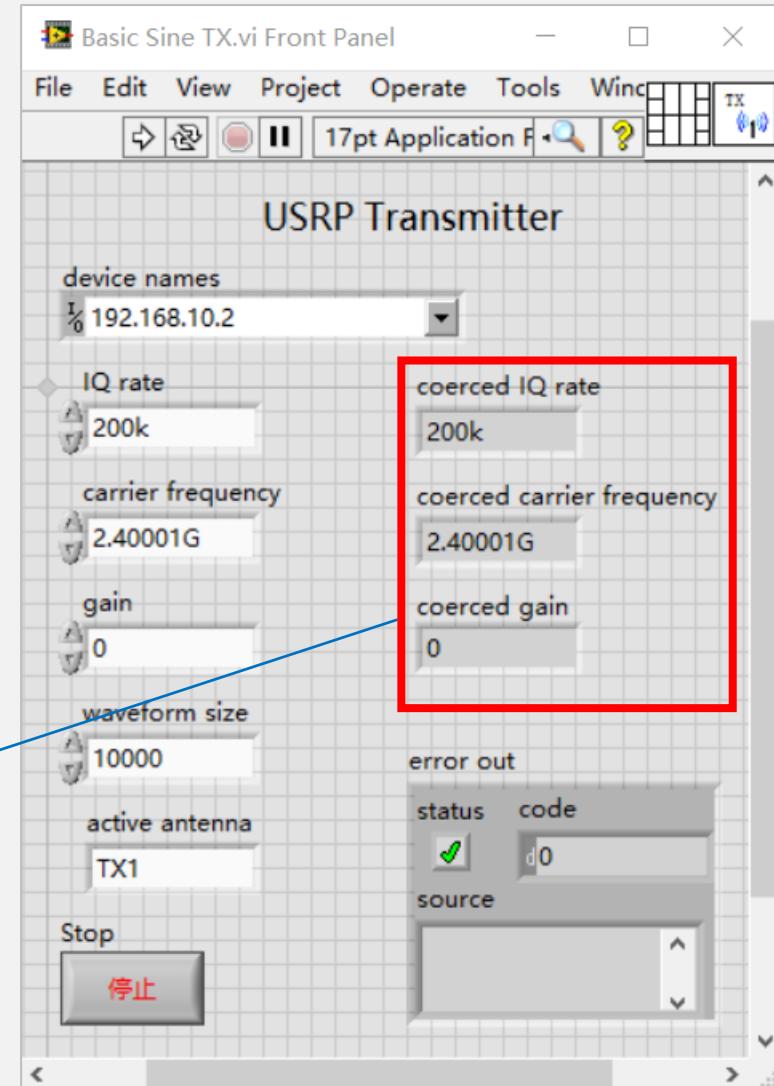 Basic Sine TX.vi Front Panel
File Edit View Project Operate Tools Winc
TX
17pt Application F
USRP Transmitter
device names
I/O 192.168.10.2
IQ rate
200k
carrier frequency
2.40001G
gain
0
waveform size
10000
active antenna
TX1
Stop
停止
coerced IQ rate
200k
coerced carrier frequency
2.40001G
coerced gain
0
error out
status code
d 0
source